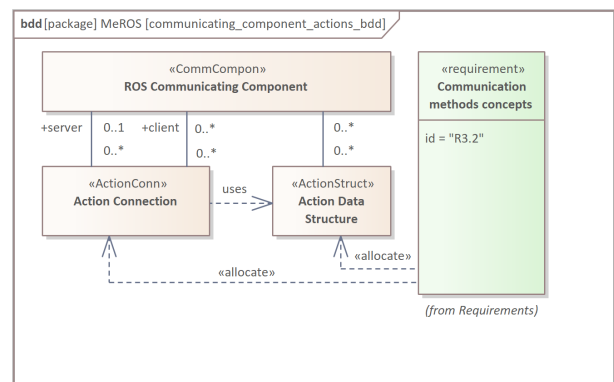 bdd [package] MeROS [communicating_component_actions_bdd]
«CommCompon»
ROS Communicating Component
«requirement»
Communication
methods concepts
id = "R3.2"
+server 0..1 +client 0..* 0..*
0..* 0..* 0..*
«ActionConn»
Action Connection
uses
«ActionStruct»
Action Data
Structure
«allocate»
«allocate»
(from Requirements)